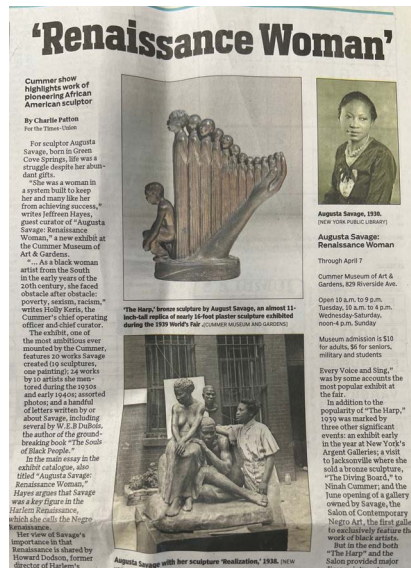 'Renaissance Woman'
Cummer show
highlights work of
pioneering African
American sculptor
By Charlie Patton
For the Times-Union
For sculptor Augusta
Savage, born in Green
Cove Springs, life was a
struggle despite her abun-
dant gifts.
"She was a woman in
a system built to keep
her and many like her
from achieving success,"
writes Jeffreen Hayes,
guest curator of "Augusta
Savage: Renaissance
Woman," a new exhibit at
the Cummer Museum of
Art & Gardens.
"... As a black woman
artist from the South
in the early years of the
20th century, she faced
obstacle after obstacle:
poverty, sexism, racism,"
writes Holly Keris, the
Cummer's chief operating
officer and chief curator.
The exhibit, one of
the most ambitious ever
mounted by the Cummer,
features 20 works Savage
created (19 sculptures,
one painting); 24 works
by 10 artists she men-
tored during the 1930s
and early 1940s; assorted
photos; and a handful
of letters written by or
about Savage, including
several by W.E.B DuBois,
the author of the ground-
breaking book "The Souls
of Black People."
In the main essay in the
exhibit catalogue, also
titled "Augusta Savage:
Renaissance Woman,"
Hayes argues that Savage
was a key figure in the
Harlem Renaissance,
which she calls the Negro
Renaissance.
Her view of Savage's
importance in that
Renaissance is shared by
Howard Dodson, former
director of Harlem's
'The Harp,' bronze sculpture by August Savage, an almost 11-
inch-tall replica of nearly 16-foot plaster sculpture exhibited
during the 1939 World's Fair. [CUMMER MUSEUM AND GARDENS]
Augusta Savage with her sculpture 'Realization,' 1938. [NEW
Augusta Savage, 1930.
[NEW YORK PUBLIC LIBRARY]
Augusta Savage:
Renaissance Woman
Through April 7
Cummer Museum of Art &
Gardens, 829 Riverside Ave.
Open 10 a.m. to 9 p.m.
Tuesday, 10 a.m. to 4 p.m.
Wednesday-Saturday,
noon-4 p.m. Sunday
Museum admission is $10
for adults, $6 for seniors,
military and students
Every Voice and Sing,"
was by some accounts the
most popular exhibit at
the fair.
In addition to the
popularity of "The Harp,"
1939 was marked by
three other significant
events: an exhibit early
in the year at New York's
Argent Galleries; a visit
to Jacksonville where she
sold a bronze sculpture,
"The Diving Board," to
Ninah Cummer; and the
June opening of a gallery
owned by Savage, the
Salon of Contemporary
Negro Art, the first galle
to exclusively feature the
work of black artists.
But in the end both
"The Harp" and the
Salon provided major